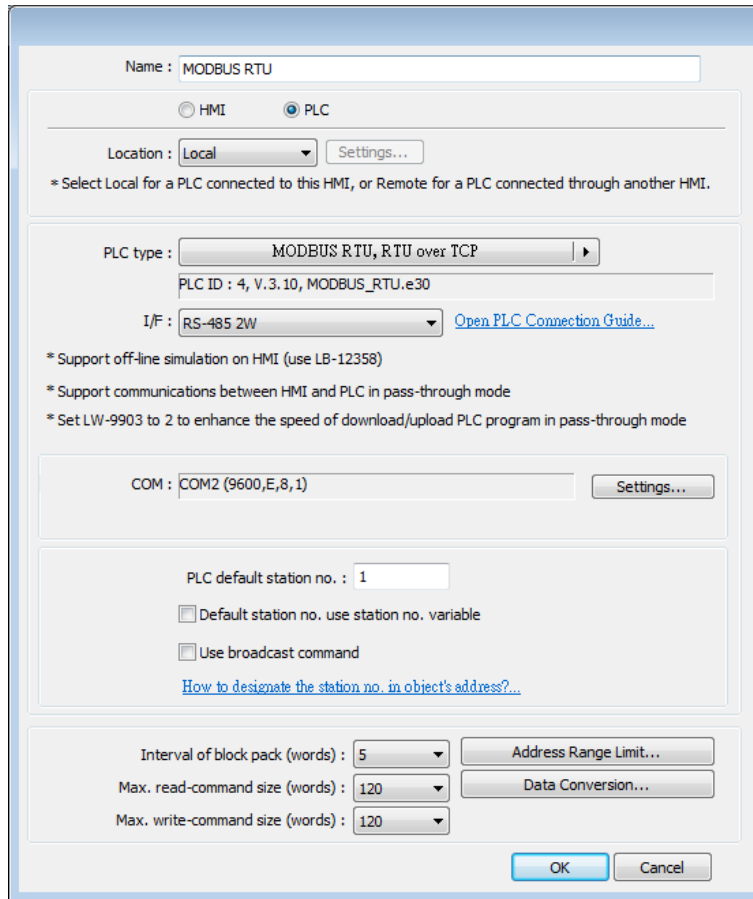 Name : MODBUS RTU
HMI PLC
Location : Local Settings...
* Select Local for a PLC connected to this HMI, or Remote for a PLC connected through another HMI.
PLC type : MODBUS RTU, RTU over TCP
PLC ID : 4, V.3.10, MODBUS_RTU.e30
I/F : RS-485 2W Open PLC Connection Guide...
* Support off-line simulation on HMI (use LB-12358)
* Support communications between HMI and PLC in pass-through mode
* Set LW-9903 to 2 to enhance the speed of download/upload PLC program in pass-through mode
COM : COM2 (9600,E,8,1) Settings...
PLC default station no. : 1
Default station no. use station no. variable
Use broadcast command
How to designate the station no. in object's address?...
Interval of block pack (words) : 5 Address Range Limit...
Max. read-command size (words) : 120 Data Conversion...
Max. write-command size (words) : 120
OK Cancel